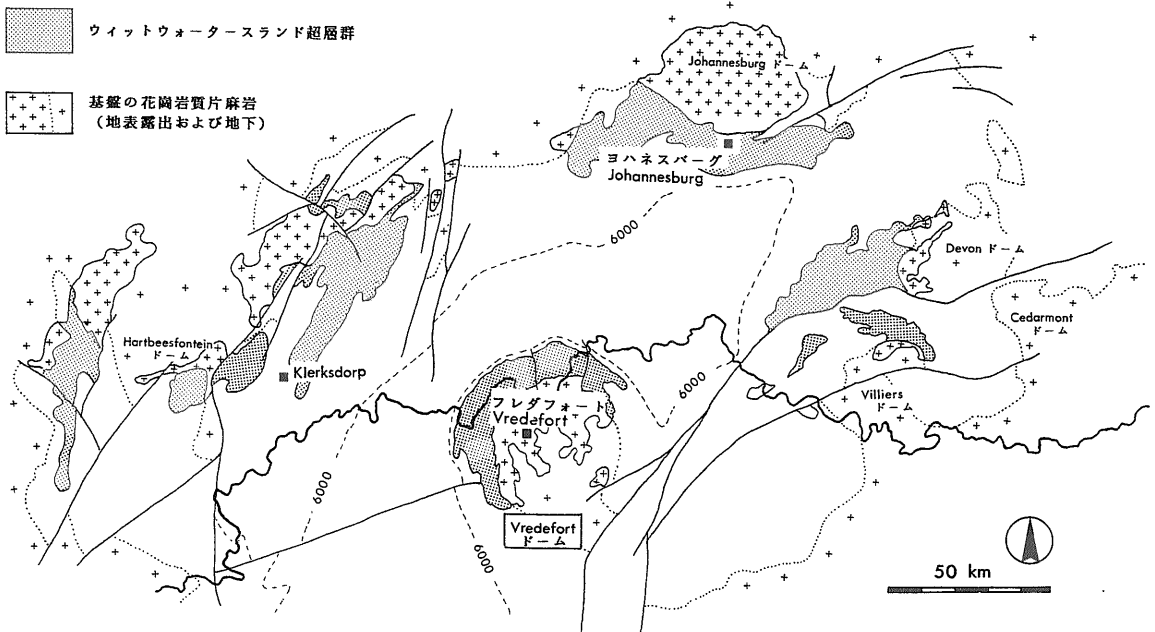 ウィットウォータースランド超層群
基盤の花崗岩質片麻岩
(地表露出および地下)
Johannesburg ドーム
ヨハネスバーグ
Johannesburg
6000
Devon ドーム
Cedarmont
ドーム
Hartbeesfontein
ドーム
Klerksdorp
フレダフォート
Vredefort
6000
Villiers
ドーム
6000
Vredefort
ドーム
6000
50 km